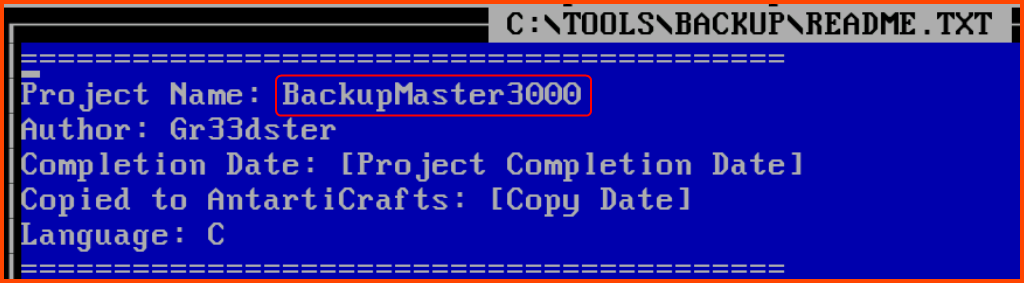 C:\TOOLS\BACKUP\README.TXT
=========================================
Project Name: BackupMaster3000
Author: Gr33dster
Completion Date: [Project Completion Date]
Copied to AntartiCrafts: [Copy Date]
Language: C
=========================================